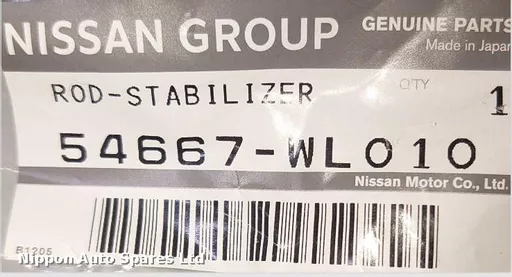 NISSAN GROUP
GENUINE PARTS
Made in Japan
ROD-STABILIZER
QTY
1
54667-WL010
Nissan Motor Co., Ltd.
B1205
Nippon Auto Spares Ltd